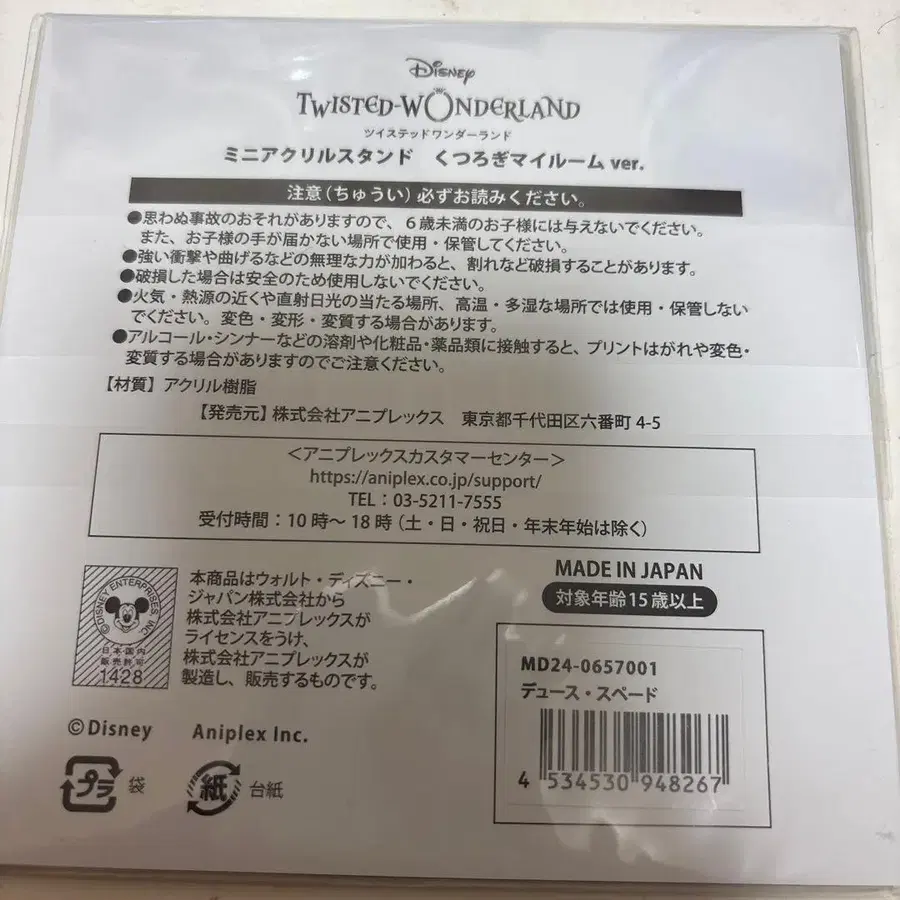 Disney
TWISTED-WONDERLAND
ツイステッドワンダーランド
ミニアクリルスタンド くつろぎマイルーム ver.
注意(ちゅうい)必ずお読みください。
●思わぬ事故のおそれがありますので、6歳未満のお子様には与えないでください。
また、お子様の手が届かない場所で使用・保管してください。
●強い衝撃や曲げるなどの無理な力が加わると、割れなど破損することがあります。
●破損した場合は安全のため使用しないでください。
●火気・熱源の近くや直射日光の当たる場所、高温・多湿な場所では使用・保管しない
でください。変色・変形・変質する場合があります。
●アルコール・シンナーなどの溶剤や化粧品・薬品類に接触すると、プリントはがれや変色・
変質する場合がありますのでご注意ください。
【材質】アクリル樹脂
【発売元】株式会社アニプレックス 東京都千代田区六番町 4-5
<アニプレックスカスタマーセンター>
https://aniplex.co.jp/support/
TEL:03-5211-7555
受付時間:10時~18時(土・日・祝日・年末年始は除く)
©DISNEY ENTERPRISES, INC
日本国内
販売許可
1428
本商品はウォルト・ディズニー・
ジャパン株式会社から
株式会社アニプレックスが
ライセンスをうけ、
株式会社アニプレックスが
製造し、販売するものです。
MADE IN JAPAN
対象年齢15歳以上
MD24-0657001
デュース・スペード
4 534530 948267
©Disney Aniplex Inc.
プラ 袋 紙 台紙